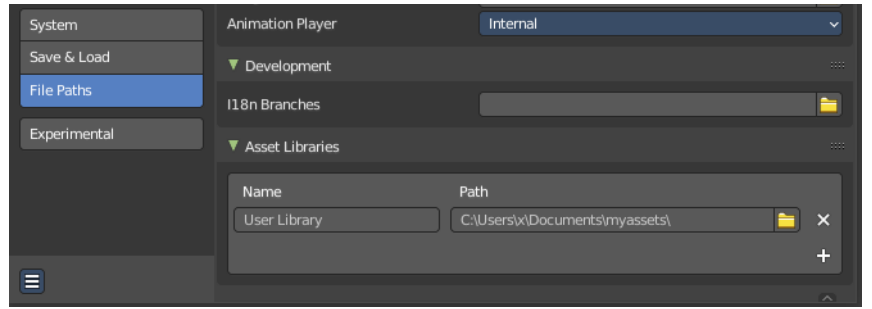 System
Save & Load
File Paths
Experimental
Animation Player Internal
Development
I18n Branches
Asset Libraries
Name Path
User Library C:\Users\x\Documents\myassets\